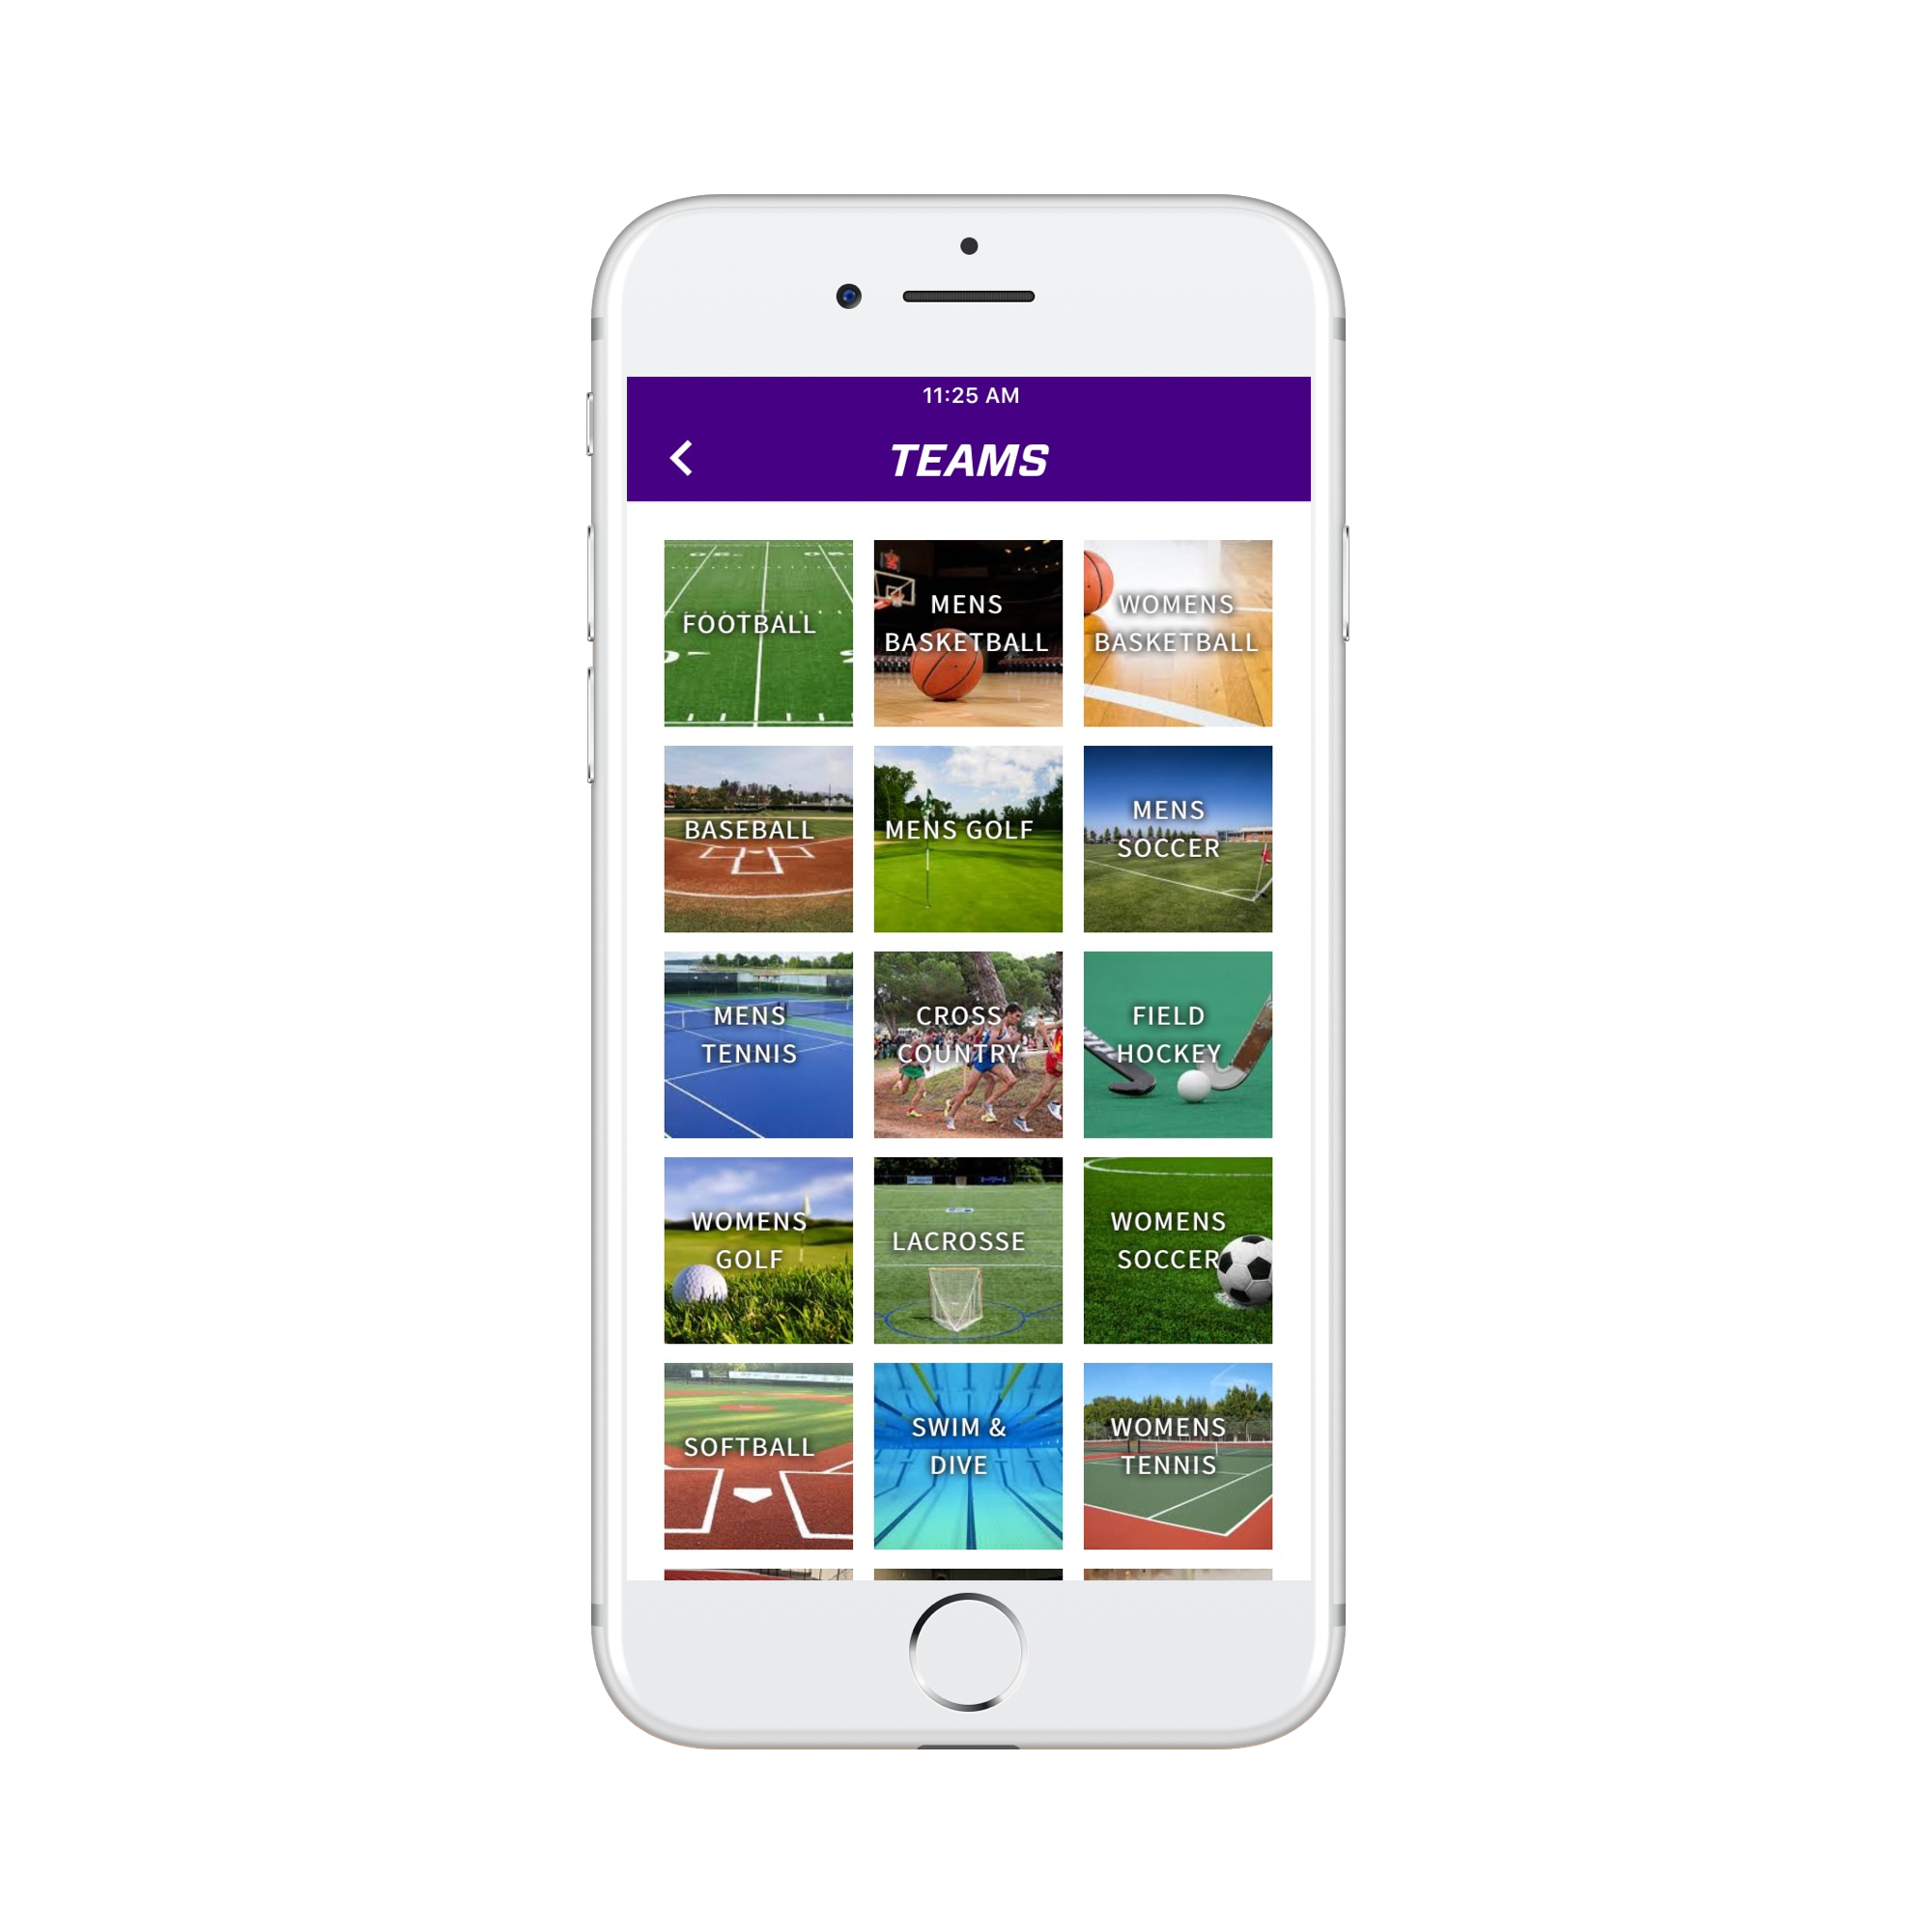 11:25 AM
TEAMS
FOOTBALL
MENS
BASKETBALL
WOMENS
BASKETBALL
BASEBALL
MENS GOLF
MENS
SOCCER
MENS
TENNIS
CROSS
COUNTRY
FIELD
HOCKEY
WOMENS
GOLF
LACROSSE
WOMENS
SOCCER
SOFTBALL
SWIM &
DIVE
WOMENS
TENNIS